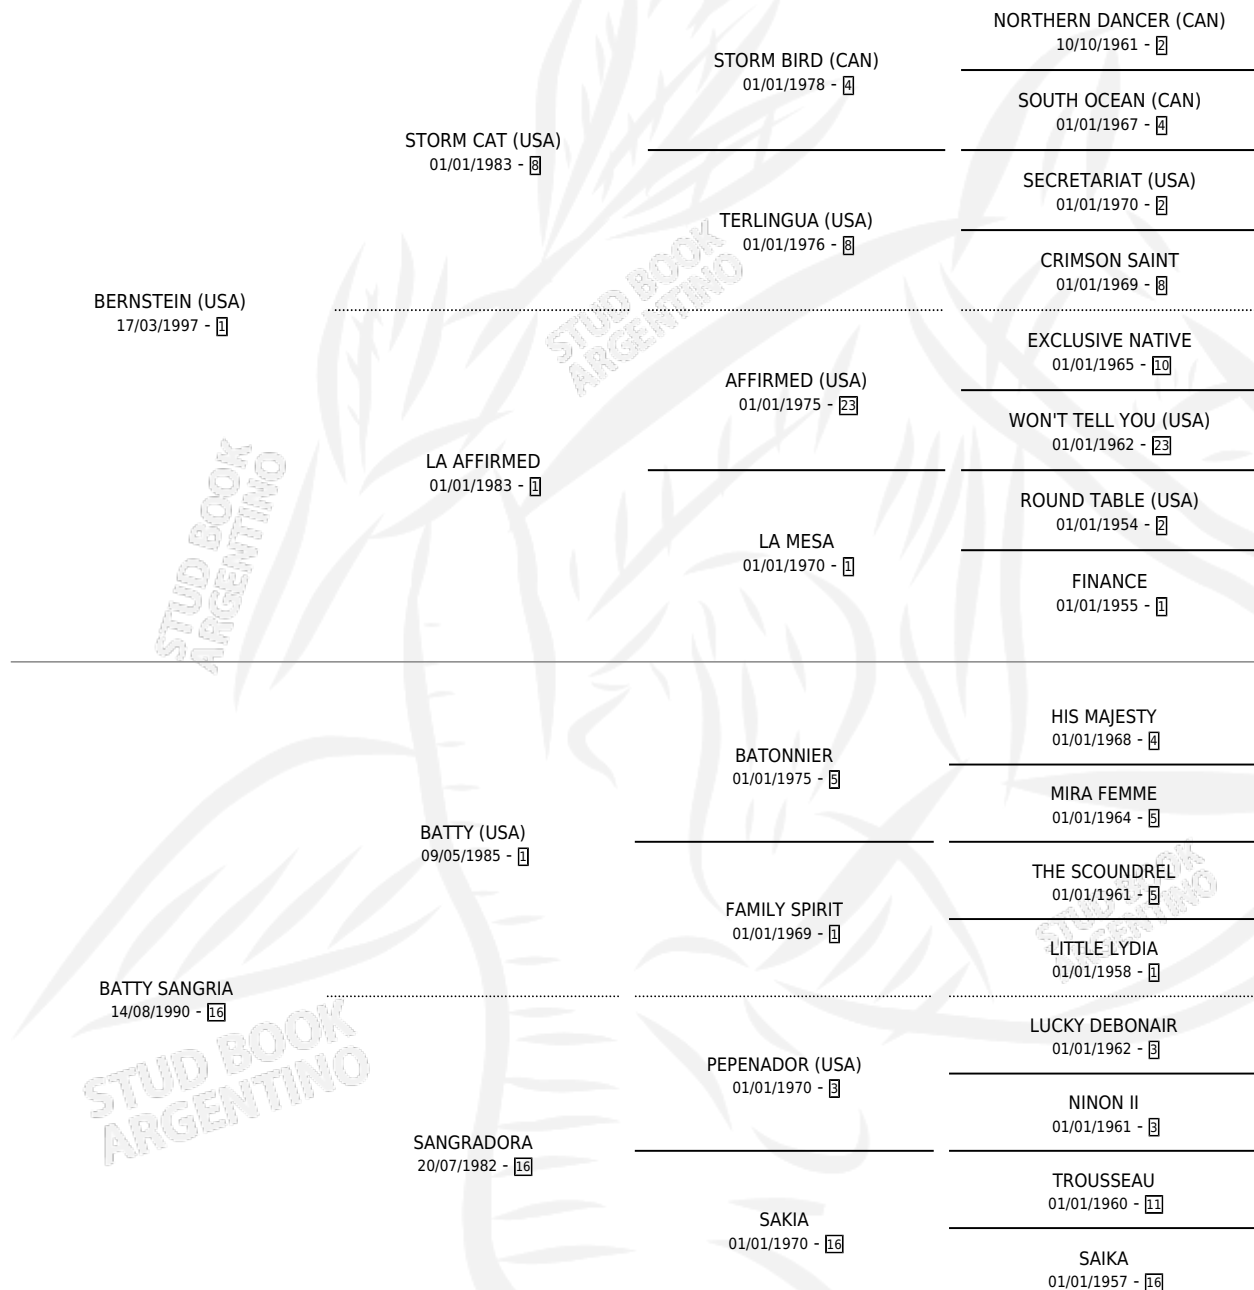 NORTHERN DANCER (CAN)
10/10/1961 - 2
STORM BIRD (CAN)
01/01/1978 - 4
SOUTH OCEAN (CAN)
01/01/1967 - 4
STORM CAT (USA)
01/01/1983 - 8
SECRETARIAT (USA)
01/01/1970 - 2
TERLINGUA (USA)
01/01/1976 - 8
CRIMSON SAINT
01/01/1969 - 8
BERNSTEIN (USA)
17/03/1997 - 1
EXCLUSIVE NATIVE
01/01/1965 - 10
AFFIRMED (USA)
01/01/1975 - 23
WON'T TELL YOU (USA)
01/01/1962 - 23
LA AFFIRMED
01/01/1983 - 1
ROUND TABLE (USA)
01/01/1954 - 2
LA MESA
01/01/1970 - 1
FINANCE
01/01/1955 - 1
HIS MAJESTY
01/01/1968 - 4
BATONNIER
01/01/1975 - 5
MIRA FEMME
01/01/1964 - 5
BATTY (USA)
09/05/1985 - 1
THE SCOUNDREL
01/01/1961 - 5
FAMILY SPIRIT
01/01/1969 - 1
LITTLE LYDIA
01/01/1958 - 1
BATTY SANGRIA
14/08/1990 - 16
LUCKY DEBONAIR
01/01/1962 - 3
PEPENADOR (USA)
01/01/1970 - 3
NINON II
01/01/1961 - 3
SANGRADORA
20/07/1982 - 16
TROUSSEAU
01/01/1960 - 11
SAKIA
01/01/1970 - 16
SAIKA
01/01/1957 - 16
STUD BOOK
ARGENTINO
STUD BOOK
ARGENTINO
STUD BOOK
ARGENTINO
STUD BOOK
ARGENTINO